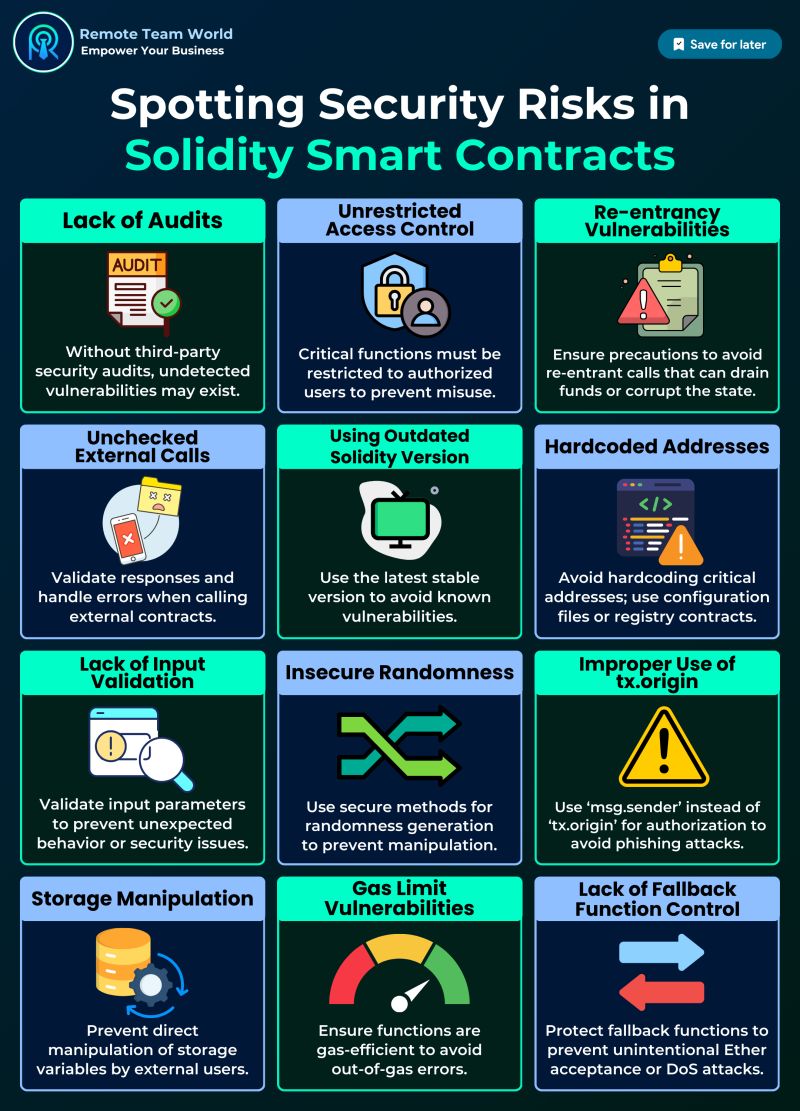 Remote Team World
Empower Your Business
Save for later
Spotting Security Risks in
Solidity Smart Contracts
Lack of Audits
AUDIT
Without third-party
security audits, undetected
vulnerabilities may exist.
Unrestricted
Access Control
Critical functions must be
restricted to authorized
users to prevent misuse.
Re-entrancy
Vulnerabilities
Ensure precautions to avoid
re-entrant calls that can drain
funds or corrupt the state.
Unchecked
External Calls
Validate responses and
handle errors when calling
external contracts.
Using Outdated
Solidity Version
Use the latest stable
version to avoid known
vulnerabilities.
Hardcoded Addresses
</>
Avoid hardcoding critical
addresses; use configuration
files or registry contracts.
Lack of Input
Validation
Validate input parameters
to prevent unexpected
behavior or security issues.
Insecure Randomness
Use secure methods for
randomness generation
to prevent manipulation.
Improper Use of
tx.origin
Use ‘msg.sender’ instead of
‘tx.origin’ for authorization to
avoid phishing attacks.
Storage Manipulation
Prevent direct
manipulation of storage
variables by external users.
Gas Limit
Vulnerabilities
Ensure functions are
gas-efficient to avoid
out-of-gas errors.
Lack of Fallback
Function Control
Protect fallback functions to
prevent unintentional Ether
acceptance or DoS attacks.